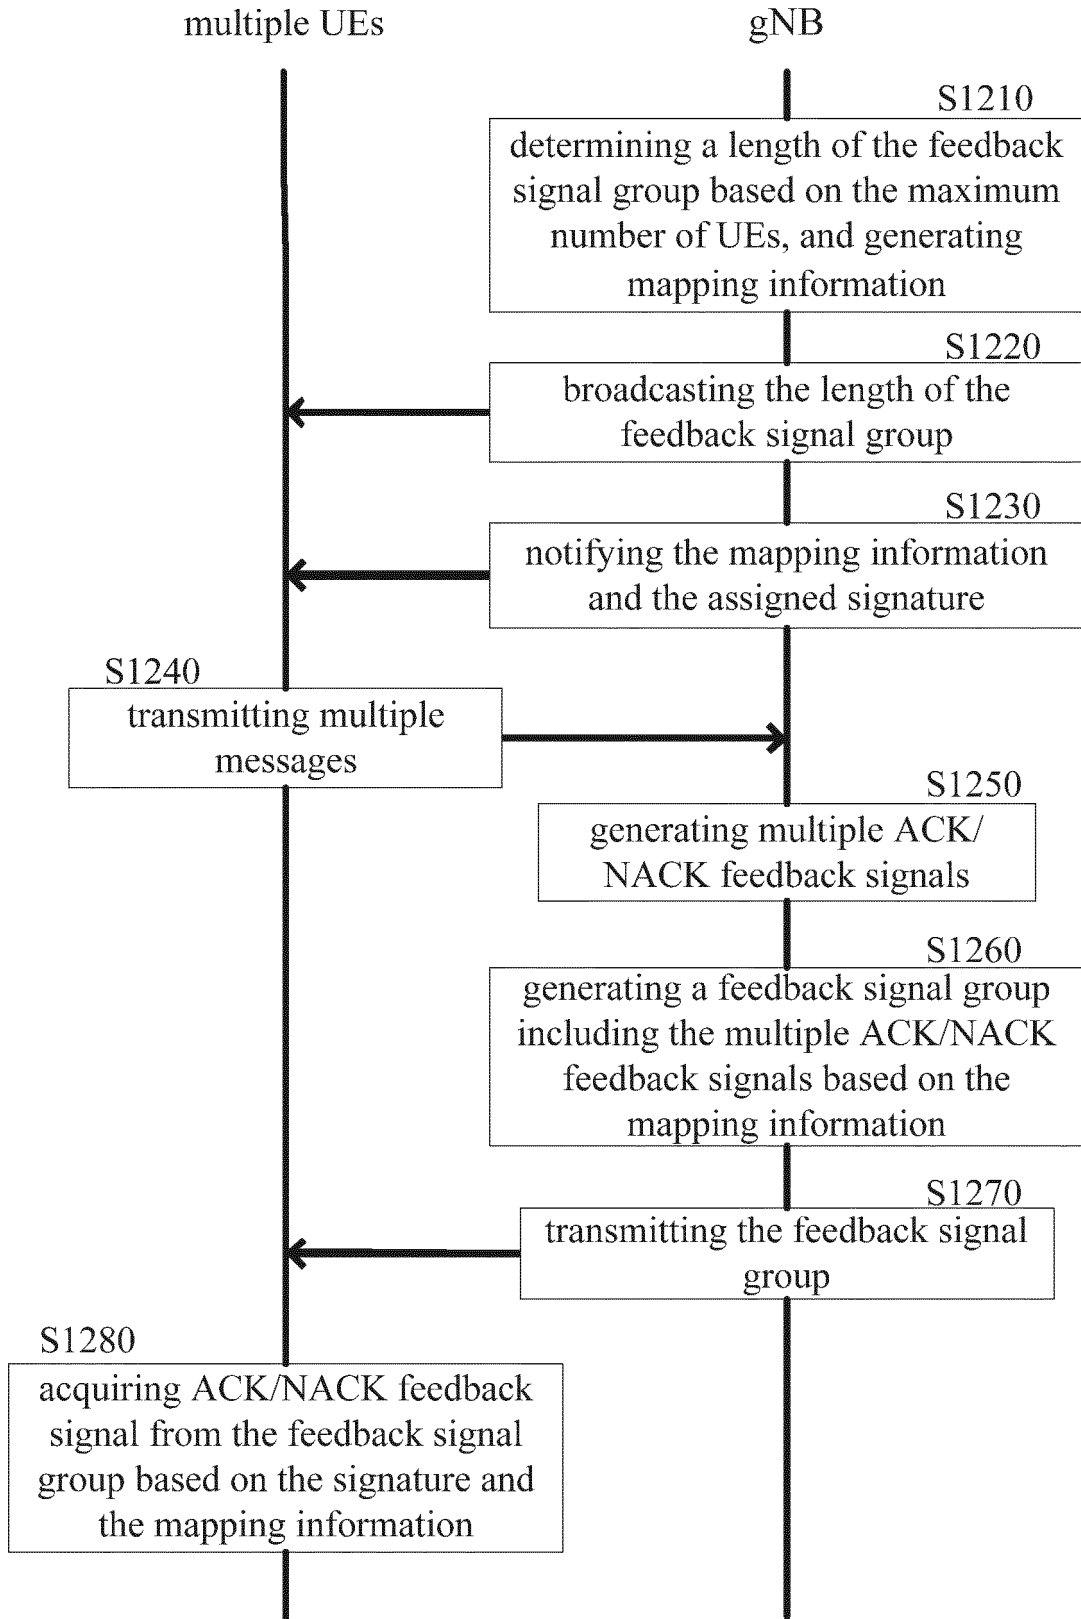 multiple UEs
gNB
S1210
determining a length of the feedback
signal group based on the maximum
number of UEs, and generating
mapping information
S1220
broadcasting the length of the
feedback signal group
S1230
notifying the mapping information
and the assigned signature
S1240
transmitting multiple
messages
S1250
generating multiple ACK/
NACK feedback signals
S1260
generating a feedback signal group
including the multiple ACK/NACK
feedback signals based on the
mapping information
S1270
transmitting the feedback signal
group
S1280
acquiring ACK/NACK feedback
signal from the feedback signal
group based on the signature and
the mapping information